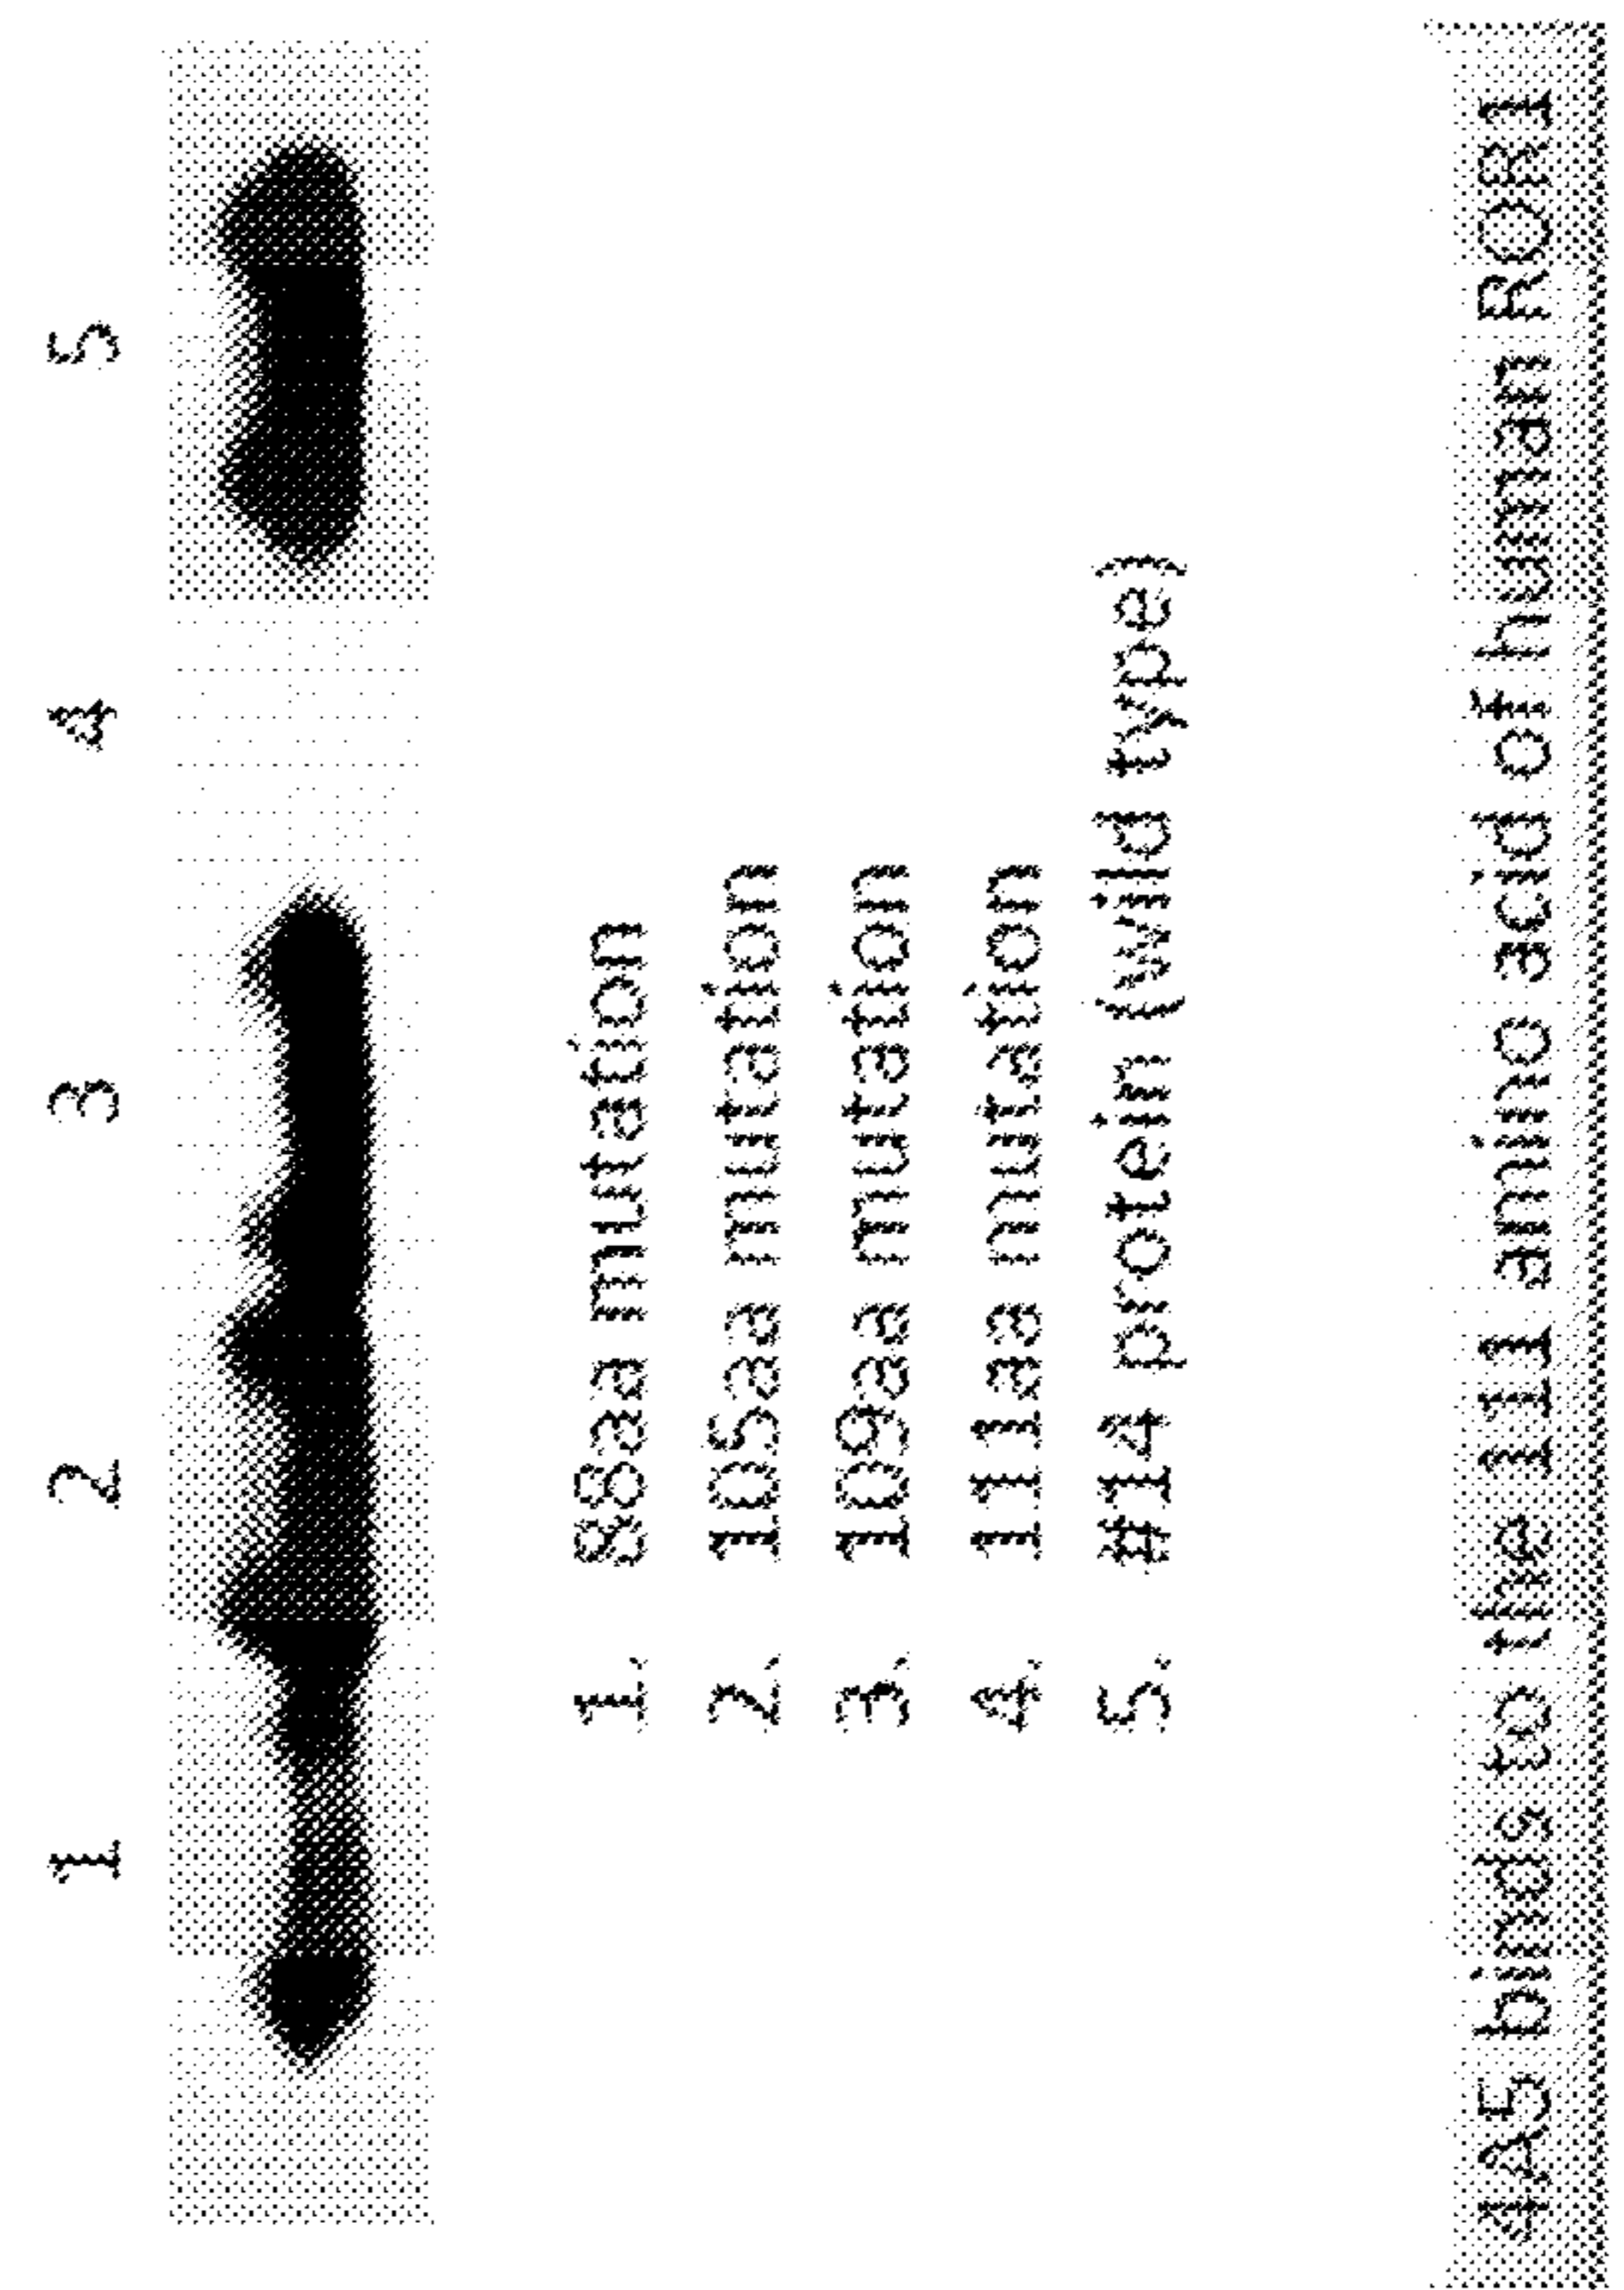 1 2 3 4 5
1. 88aa mutation
2. 105aa mutation
3. 109aa mutation
4. 111aa mutation
5. #14 protein (wild type)
4A5 binds to the 111 amino acid of human ROR1